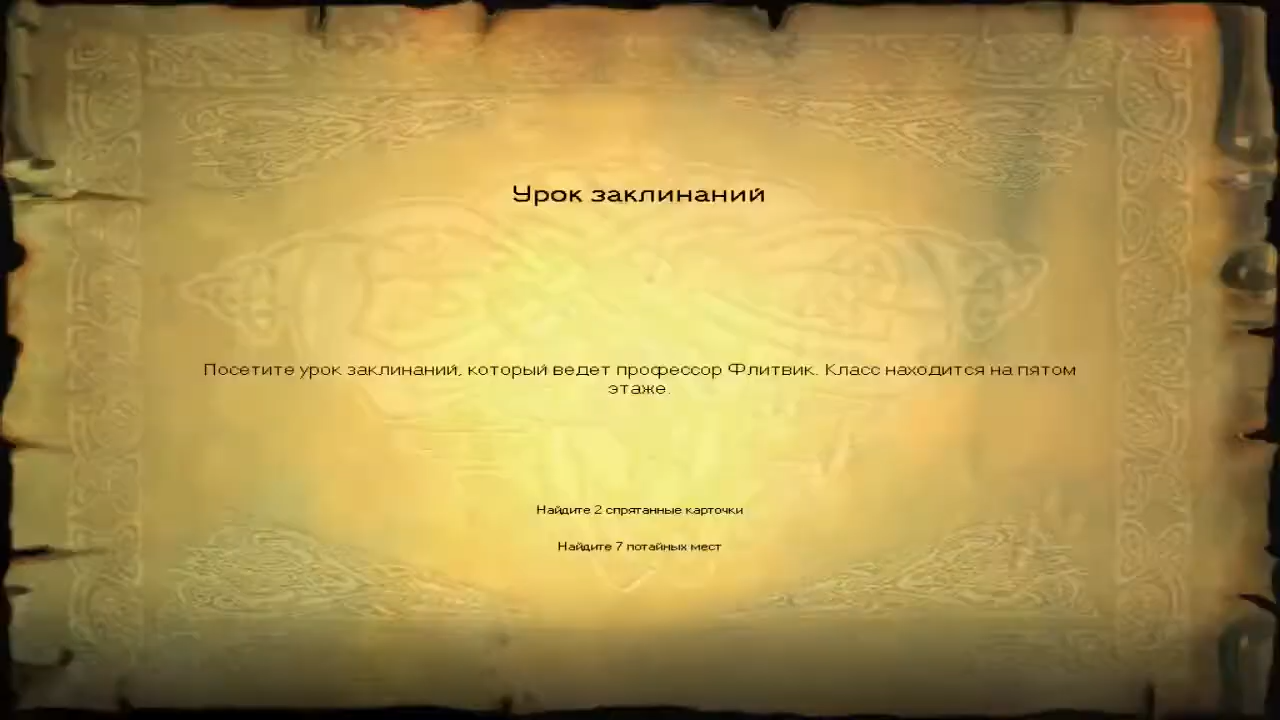 Урок заклинаний
Посетите урок заклинаний, который ведет профессор Флитвик. Класс находится на пятом
этаже.
Найдите 2 спрятанные карточки
Найдите 7 потайных мест